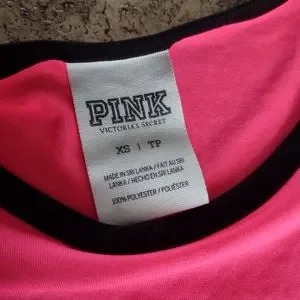 PINK
VICTORIA'S SECRET
XS | TP
MADE IN SRI LANKA / FAIT AU SRI
LANKA / HECHO EN SRI LANKA
100% POLYESTER / POLIÉSTER